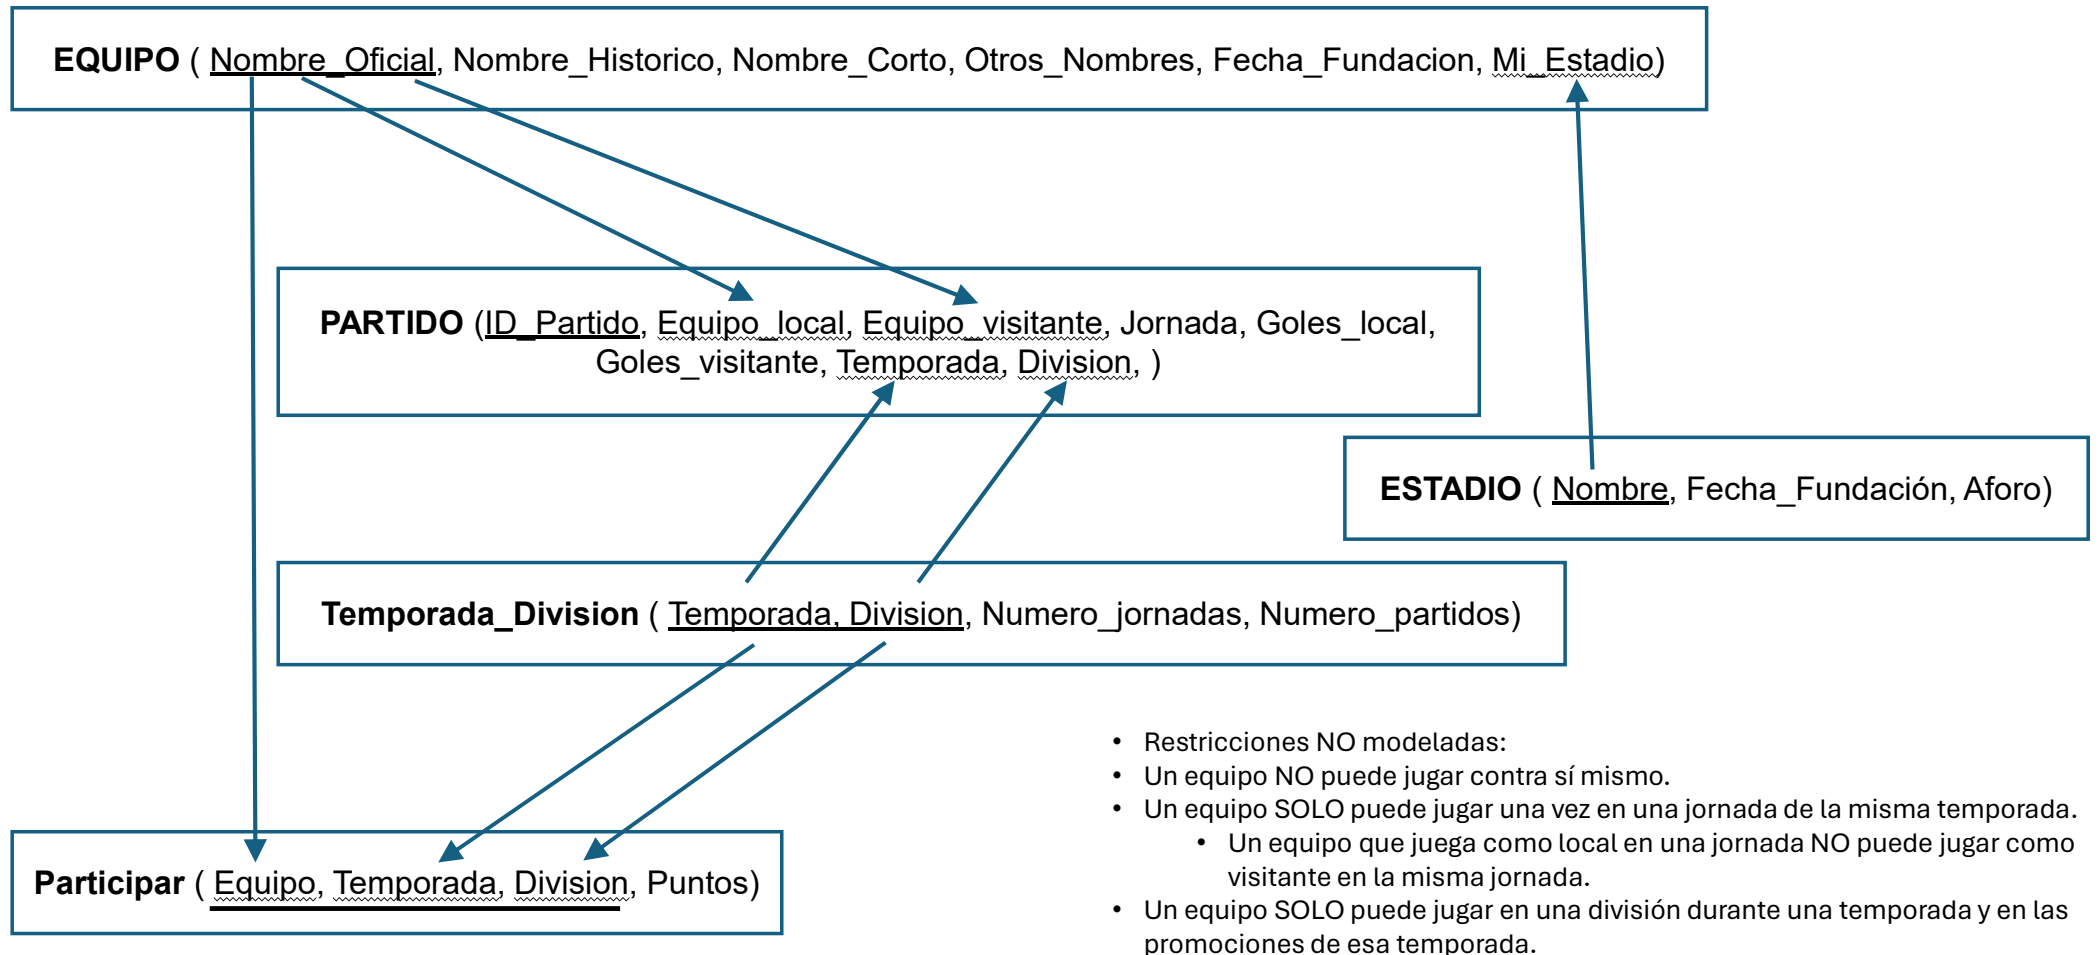 EQUIPO ( Nombre_Oficial, Nombre_Historico, Nombre_Corto, Otros_Nombres, Fecha_Fundacion, Mi_Estadio)
PARTIDO (ID_Partido, Equipo_local, Equipo_visitante, Jornada, Goles_local,
Goles_visitante, Temporada, Division, )
ESTADIO ( Nombre, Fecha_Fundación, Aforo)
Temporada_Division ( Temporada, Division, Numero_jornadas, Numero_partidos)
Participar ( Equipo, Temporada, Division, Puntos)
• Restricciones NO modeladas:
• Un equipo NO puede jugar contra sí mismo.
• Un equipo SOLO puede jugar una vez en una jornada de la misma temporada.
• Un equipo que juega como local en una jornada NO puede jugar como
visitante en la misma jornada.
• Un equipo SOLO puede jugar en una división durante una temporada y en las
promociones de esa temporada.